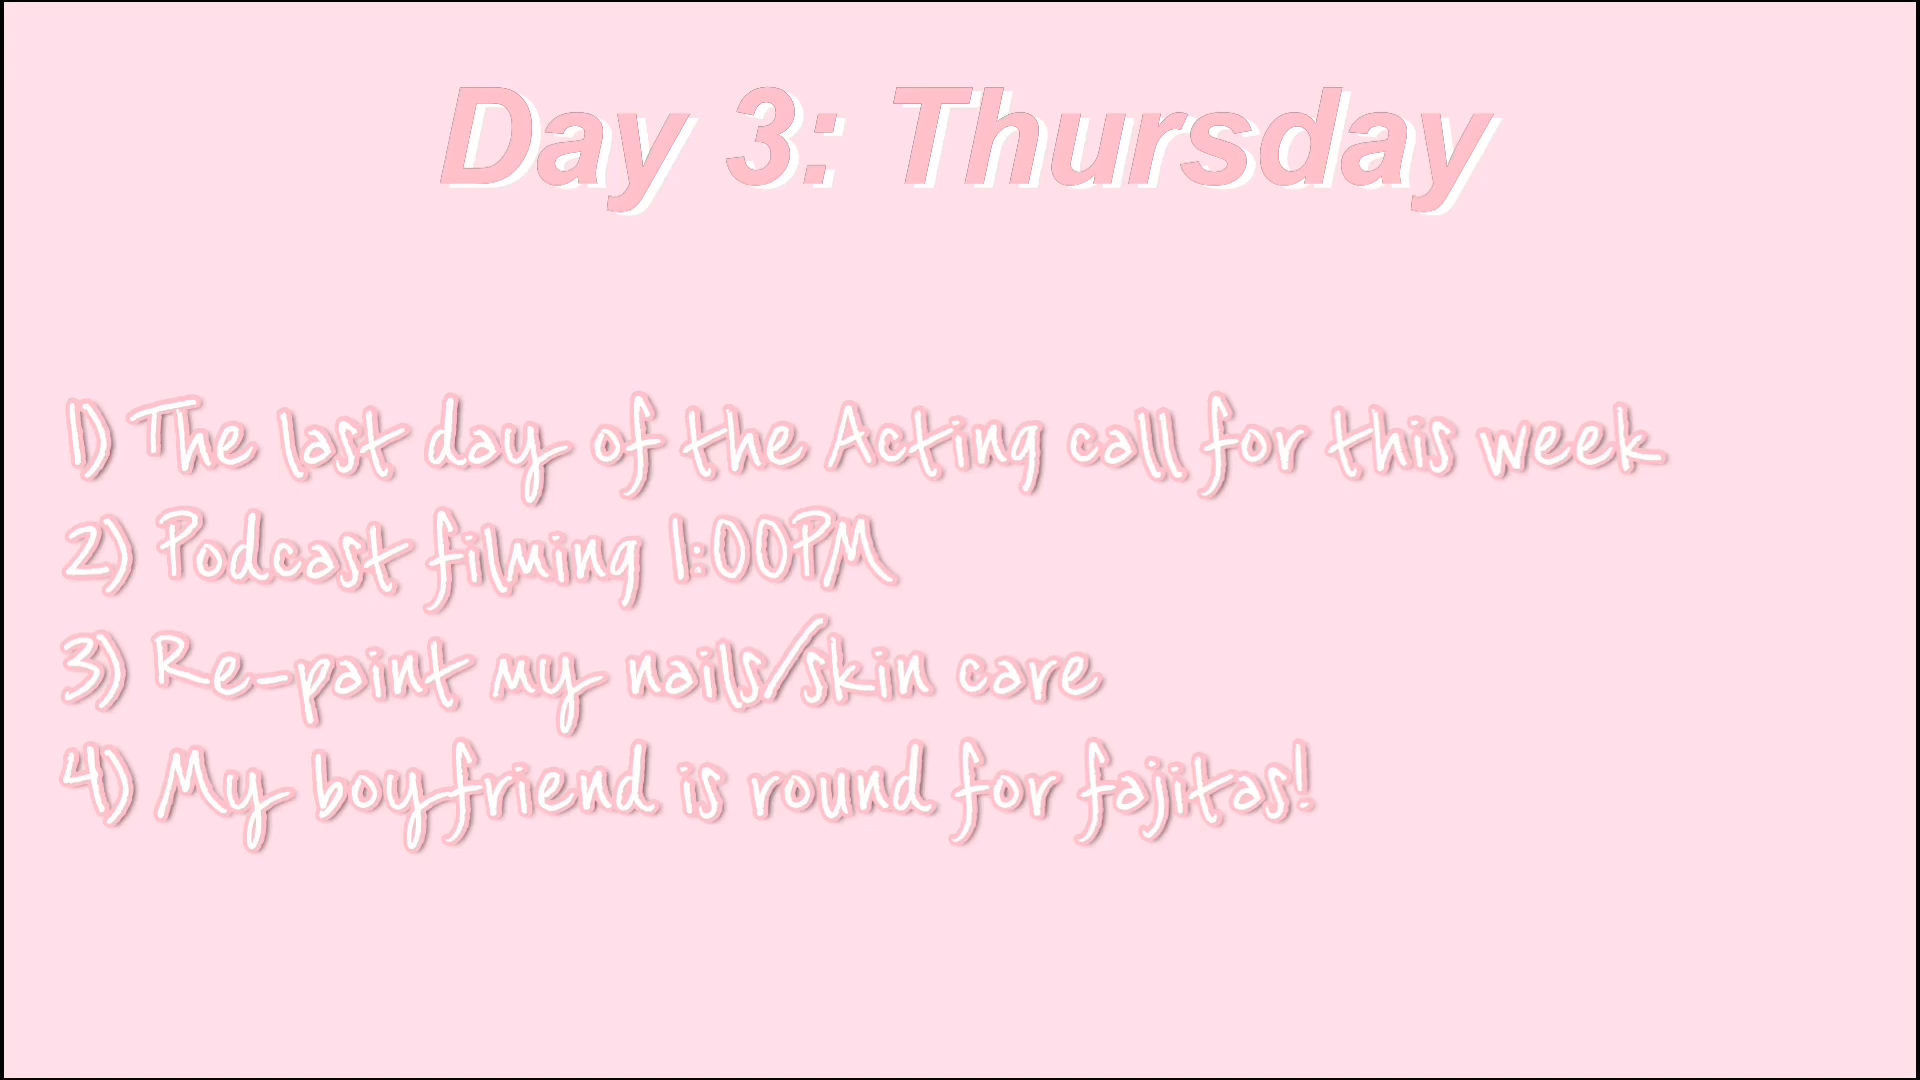 Day 3: Thursday
1) The last day of the Acting call for this week
2) Podcast filming 1:00PM
3) Re-paint my nails/skin care
4) My boyfriend is round for fajitas!